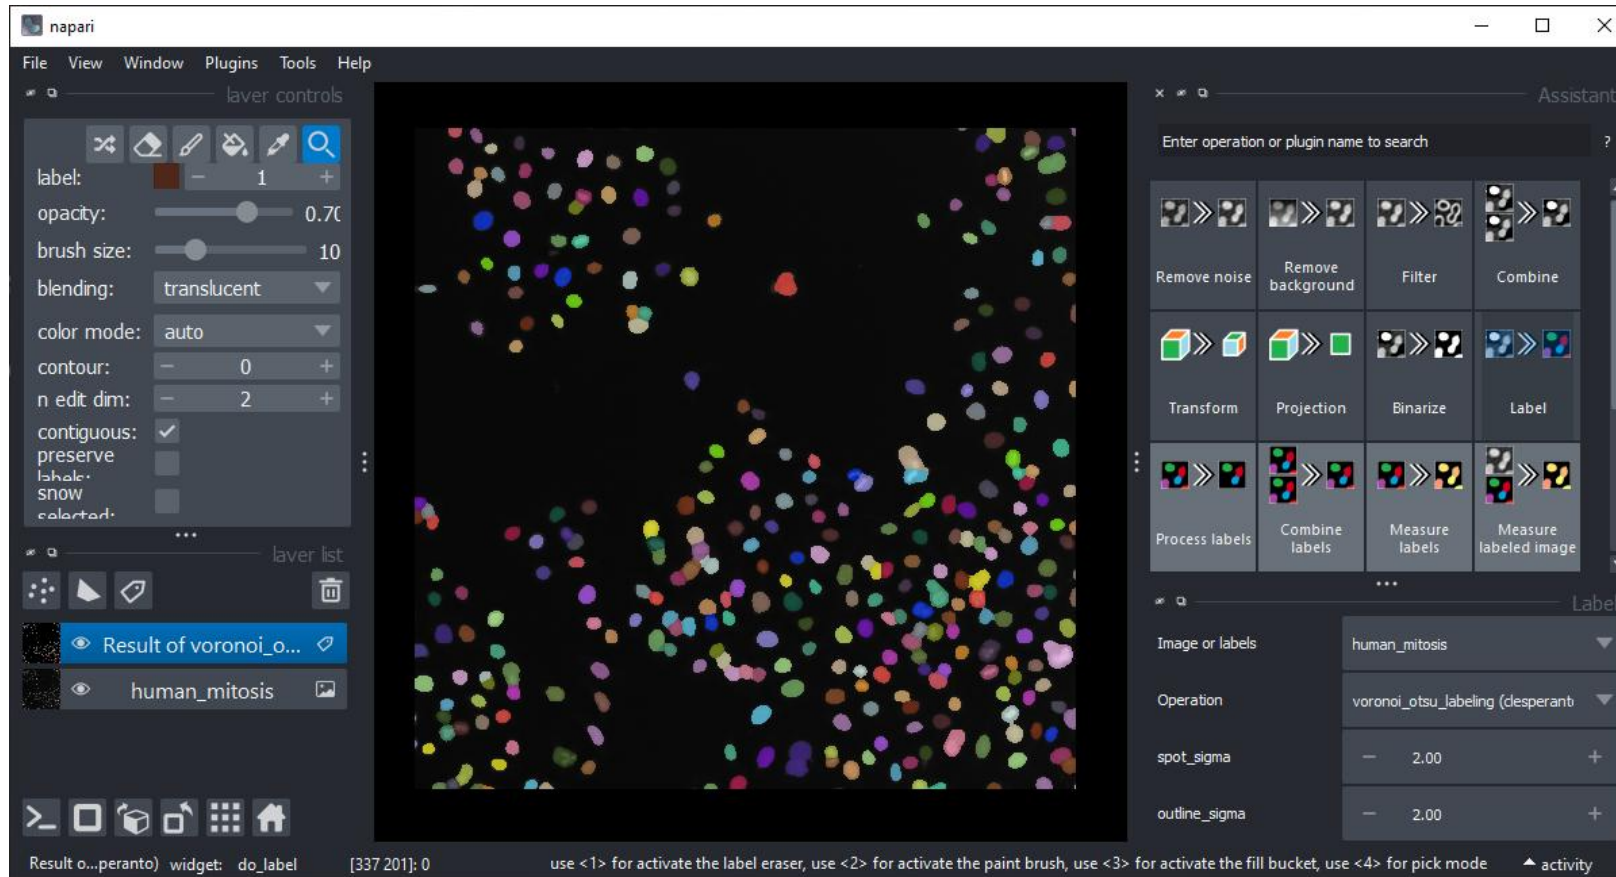 napari
File View Window Plugins Tools Help
layer controls
label: 1
opacity: 0.70
brush size: 10
blending: translucent
color mode: auto
contour: 0
n edit dim: 2
contiguous:
preserve labels:
show selected:
layer list
Result of voronoi_o...
human_mitosis
Assistant
Enter operation or plugin name to search ?
Remove noise
Remove background
Filter
Combine
Transform
Projection
Binarize
Label
Process labels
Combine labels
Measure labels
Measure labeled image
Label
Image or labels human_mitosis
Operation voronoi_otsu_labeling (clesperant
spot_sigma 2.00
outline_sigma 2.00
Result o...peranto) widget: do_label [337 201]: 0 use <1> for activate the label eraser, use <2> for activate the paint brush, use <3> for activate the fill bucket, use <4> for pick mode activity